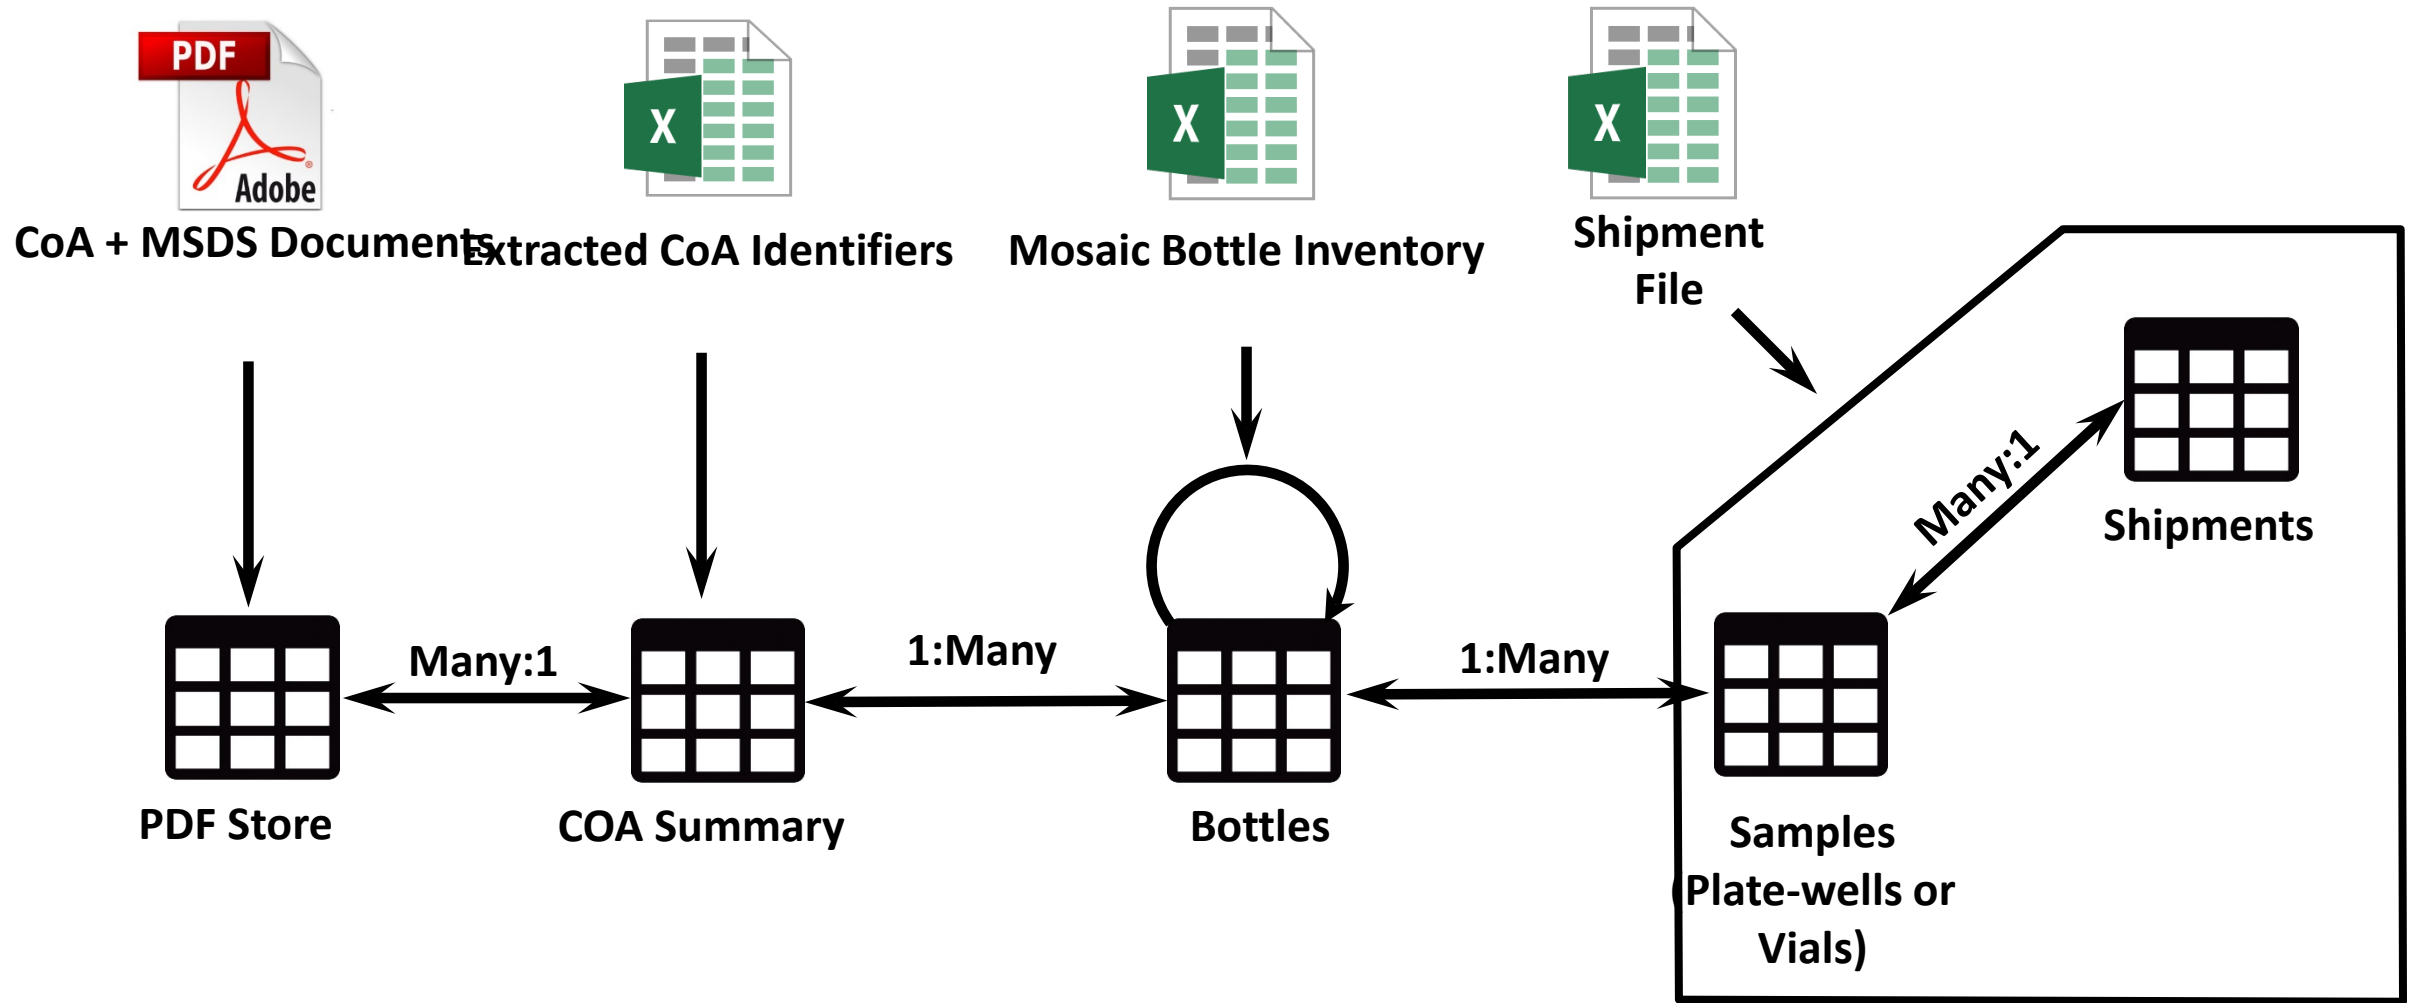 PDF
Adobe
X
X
X
CoA + MSDS Documents
Extracted CoA Identifiers
Mosaic Bottle Inventory
Shipment
File
Many:1
Shipments
Many:1
1:Many
1:Many
PDF Store
COA Summary
Bottles
Samples
(Plate-wells or
Vials)